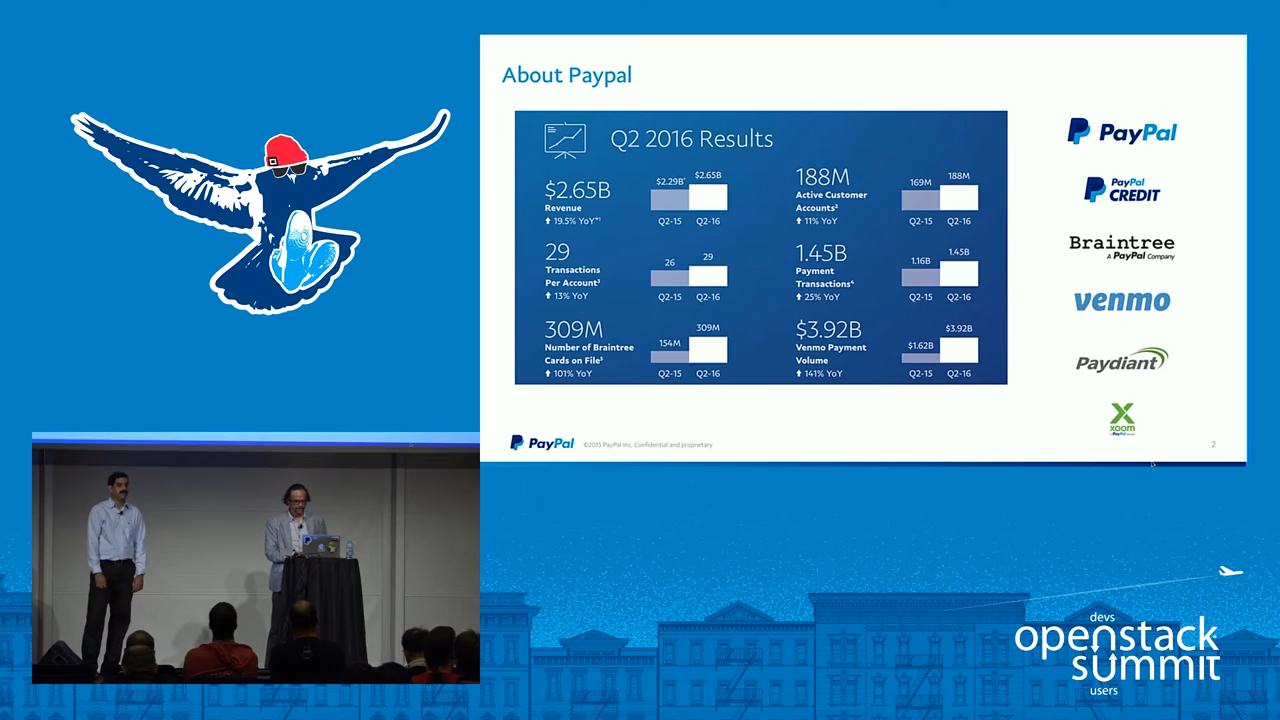 About Paypal
Q2 2016 Results
$2.65B
Revenue
19.5% YoY*¹
$2.29B*
$2.65B
Q2-15
Q2-16
188M
Active Customer
Accounts²
11% YoY
169M
188M
Q2-15
Q2-16
29
Transactions
Per Account³
13% YoY
26
29
Q2-15
Q2-16
1.45B
Payment
Transactions⁴
25% YoY
1.16B
1.45B
Q2-15
Q2-16
309M
Number of Braintree
Cards on File⁵
101% YoY
154M
309M
Q2-15
Q2-16
$3.92B
Venmo Payment
Volume
141% YoY
$1.62B
$3.92B
Q2-15
Q2-16
PayPal
PayPal
CREDIT
Braintree
A PayPal Company
venmo
Paydiant
xoom
PayPal
©2015 PayPal Inc. Confidential and proprietary.
2
devs
openstack
summit
users